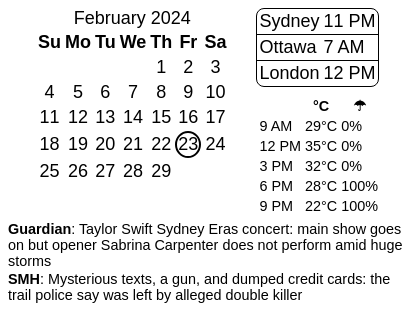 February 2024
Su Mo Tu We Th Fr Sa
1 2 3
4 5 6 7 8 9 10
11 12 13 14 15 16 17
18 19 20 21 22 23 24
25 26 27 28 29
Sydney 11 PM
Ottawa 7 AM
London 12 PM
°C ☂
9 AM 29°C 0%
12 PM 35°C 0%
3 PM 32°C 0%
6 PM 28°C 100%
9 PM 22°C 100%
Guardian: Taylor Swift Sydney Eras concert: main show goes
on but opener Sabrina Carpenter does not perform amid huge
storms
SMH: Mysterious texts, a gun, and dumped credit cards: the
trail police say was left by alleged double killer